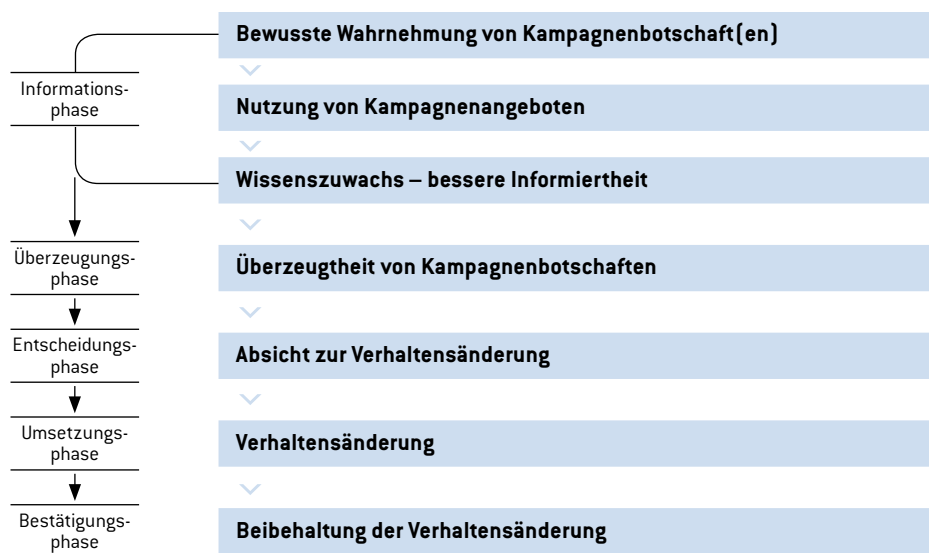 Bewusste Wahrnehmung von Kampagnenbotschaft(en)
Informations-
phase
Nutzung von Kampagnenangeboten
Wissenszuwachs – bessere Informiertheit
Überzeugungs-
phase
Überzeugtheit von Kampagnenbotschaften
Entscheidungs-
phase
Absicht zur Verhaltensänderung
Umsetzungs-
phase
Verhaltensänderung
Bestätigungs-
phase
Beibehaltung der Verhaltensänderung